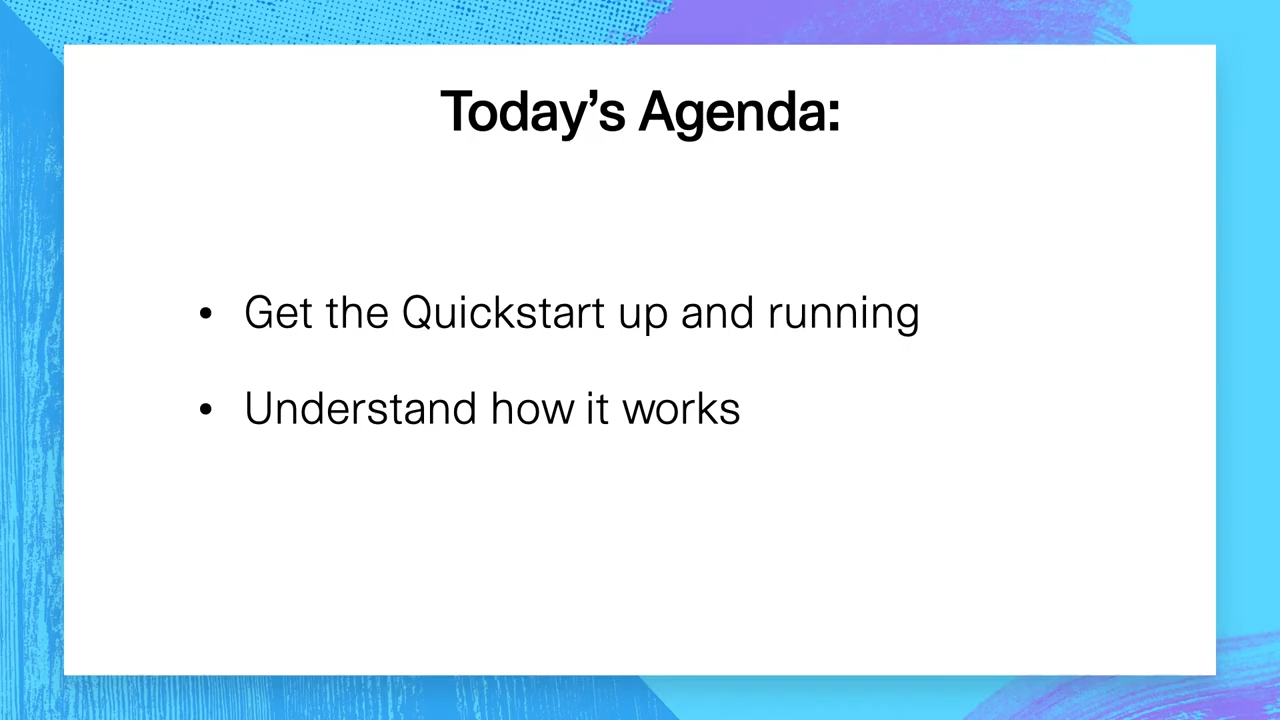 Today’s Agenda:
• Get the Quickstart up and running
• Understand how it works